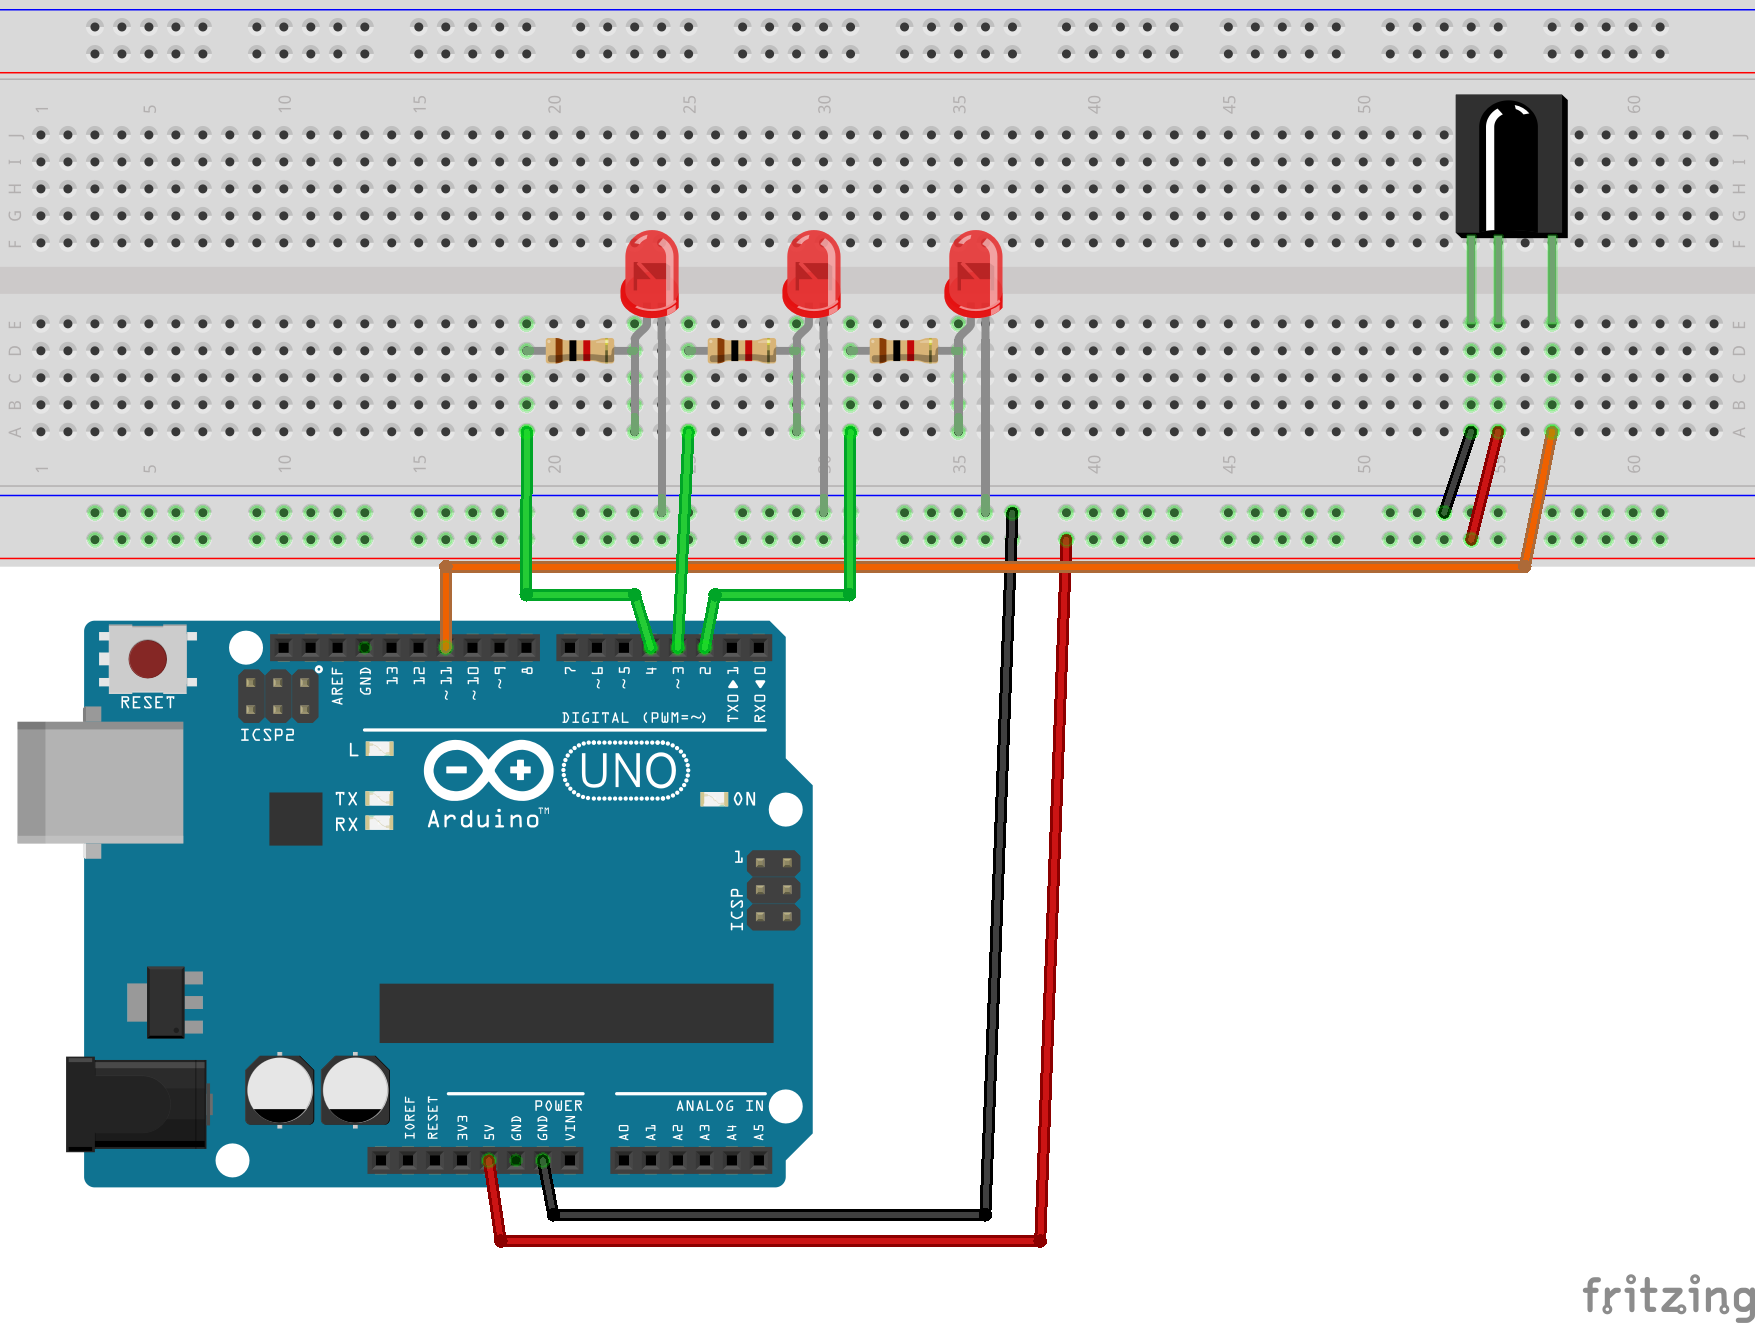 1 5 10 15 20 25 30 35 40 45 50 60
J J
I I
H H
G G
F F
E E
D D
C C
B B
A A
1 5 10 15 20 25 30 35 40 45 50 55 60
RESET
ICSP2
AREF GND 13 12 ~11 ~10 ~9 8 7 ~6 ~5 4 ~3 2 TX0▶1 RX0◀0
DIGITAL (PWM=~)
L
TX
RX
UNO
Arduino™
ON
1
ICSP
POWER
ANALOG IN
IOREF RESET 3V3 5V GND GND VIN A0 A1 A2 A3 A4 A5
fritzing